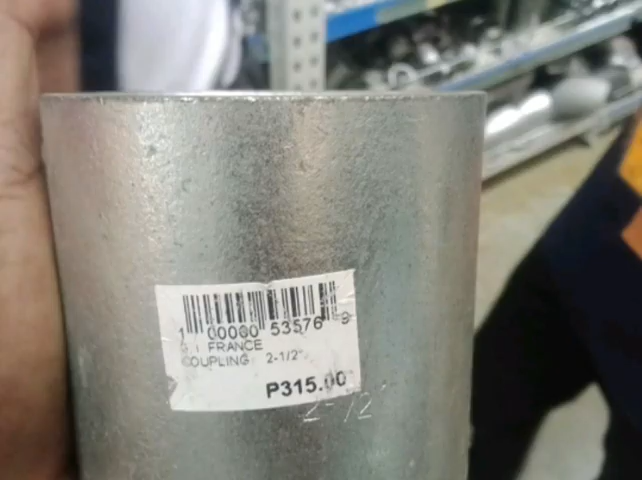 1 00000 53576 9
G I FRANCE
COUPLING 2-1/2"
P315.00
2-1/2